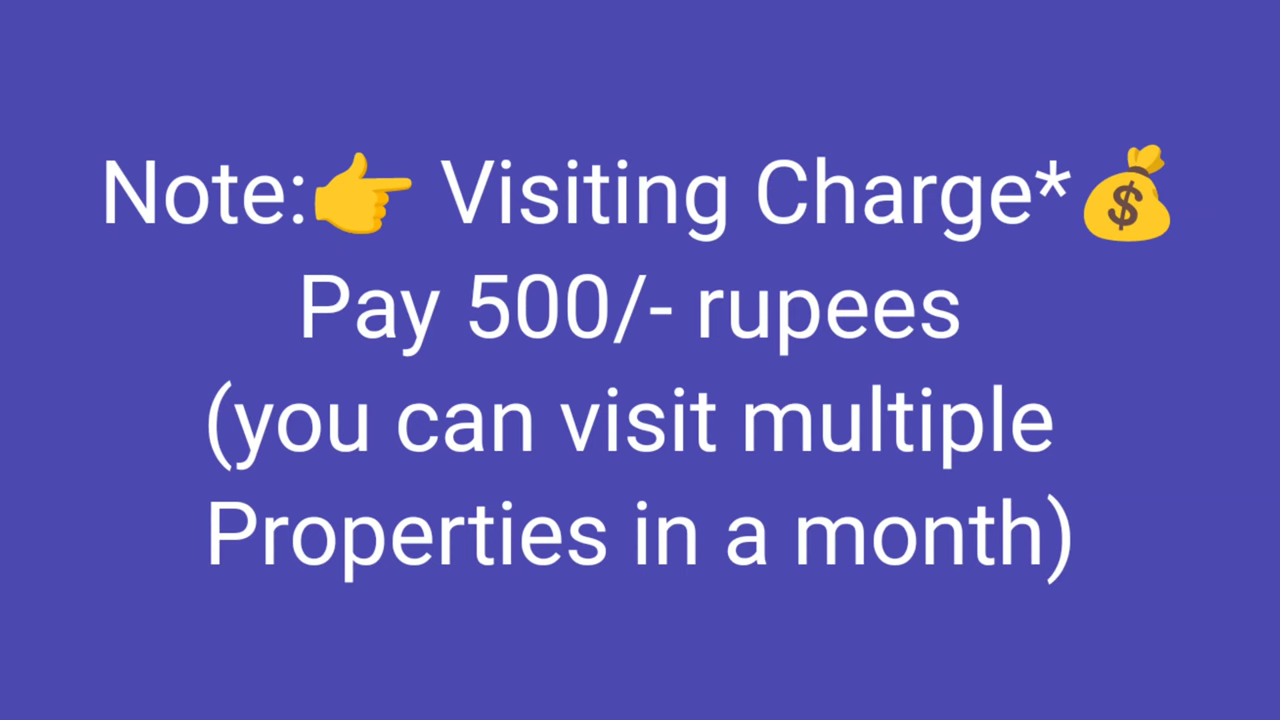 Note:👉 Visiting Charge*💰
Pay 500/- rupees
(you can visit multiple
Properties in a month)